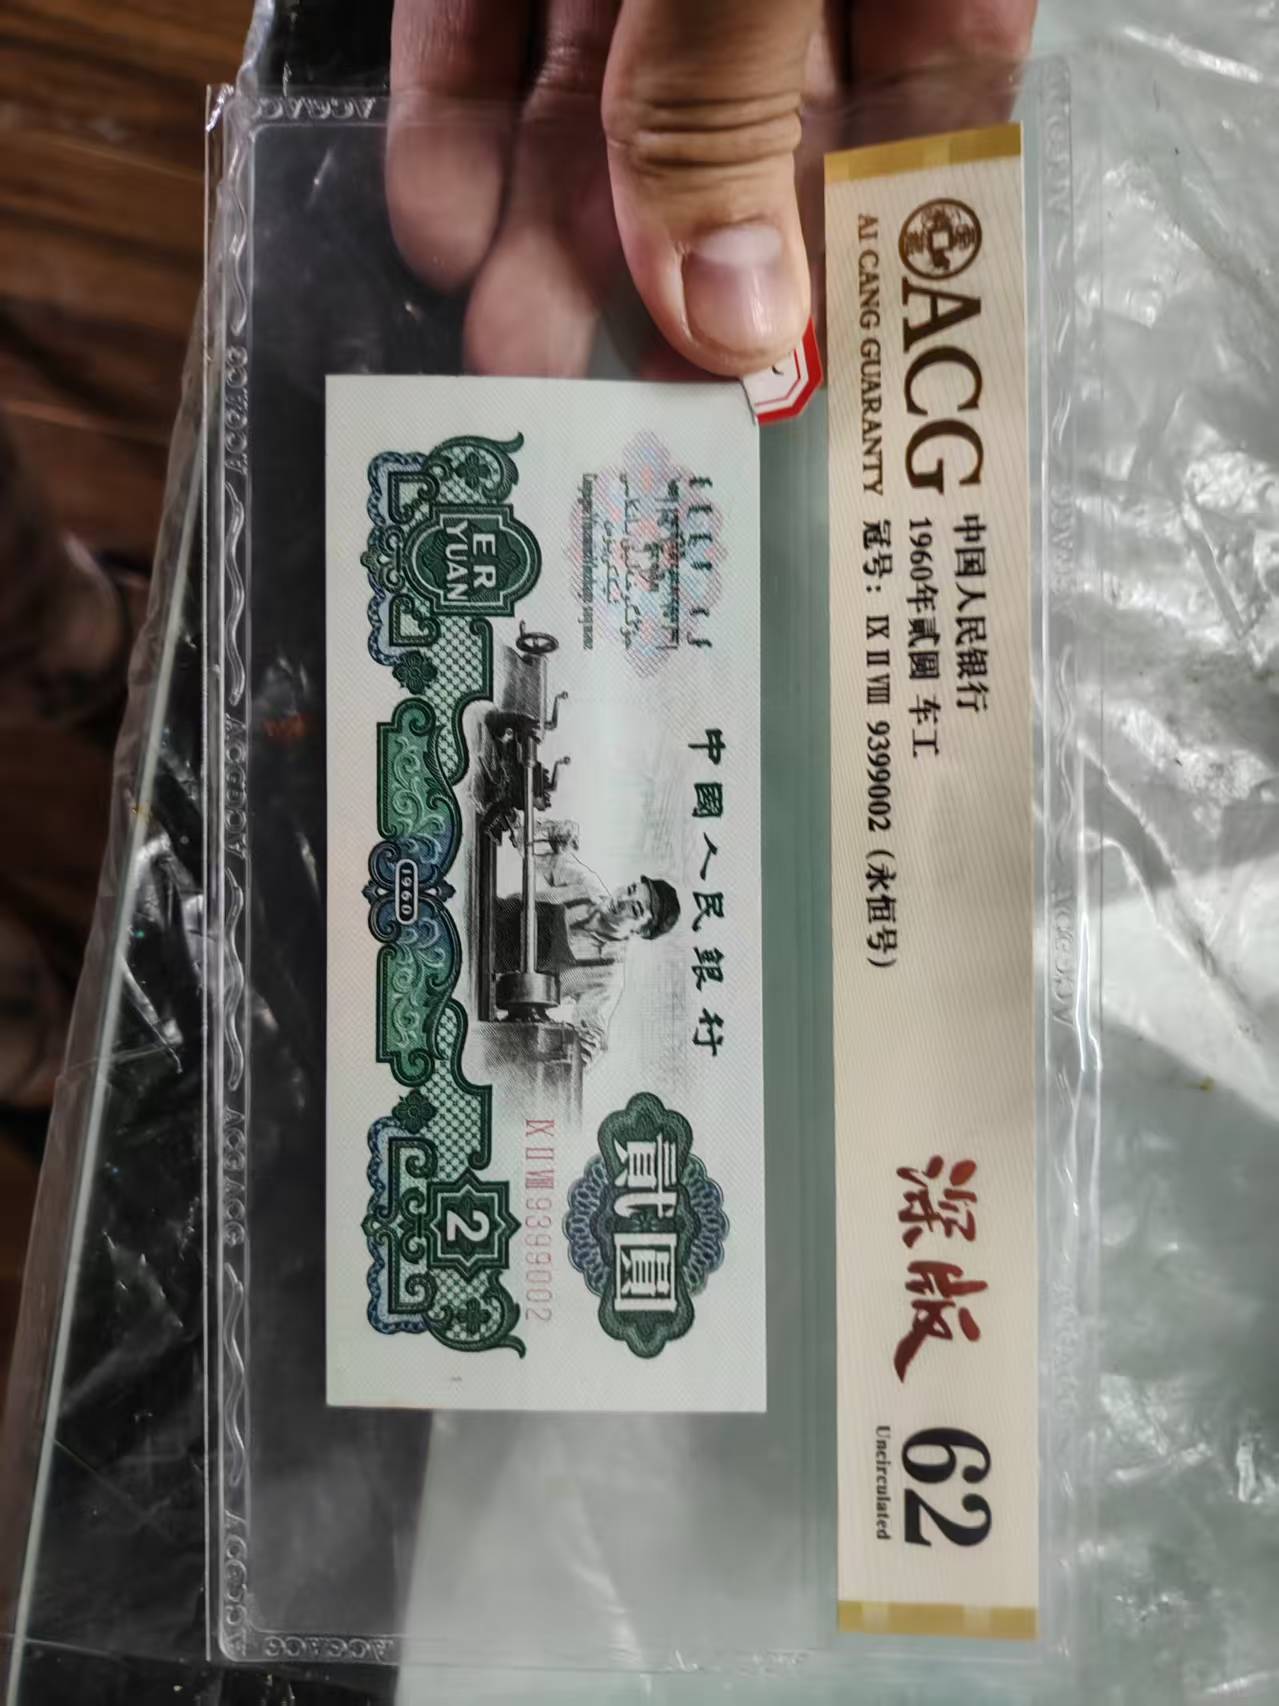 ACG
AI CANG GUARANTY
中国人民银行
1960年贰圆 车工
冠号：Ⅸ Ⅱ Ⅷ 9399002（永恒号）
深版
62
Uncirculated
中國人民銀行
ER
YUAN
貳圓
Ⅸ Ⅱ Ⅷ 9399002
2
1960